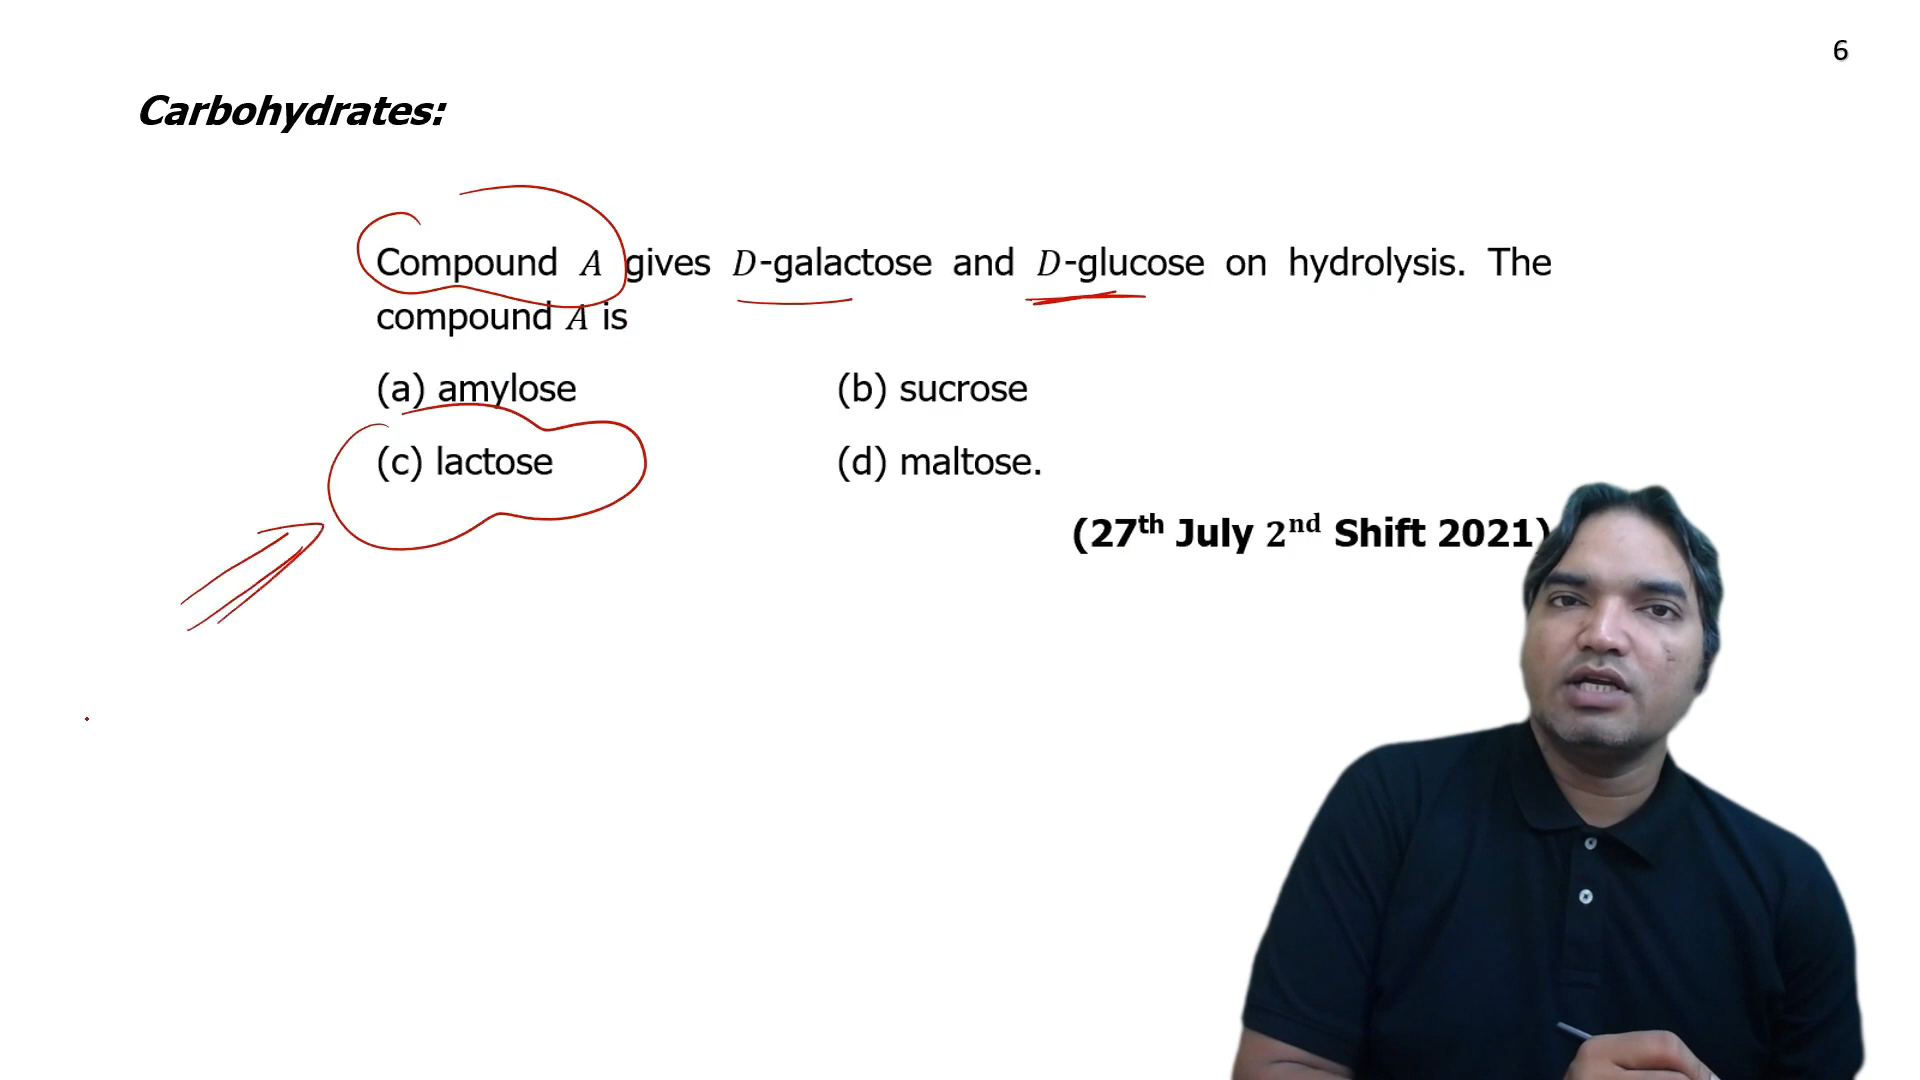 6
Carbohydrates:
Compound A gives D-galactose and D-glucose on hydrolysis. The
compound A is
(a) amylose (b) sucrose
(c) lactose (d) maltose.
(27th July 2nd Shift 2021)